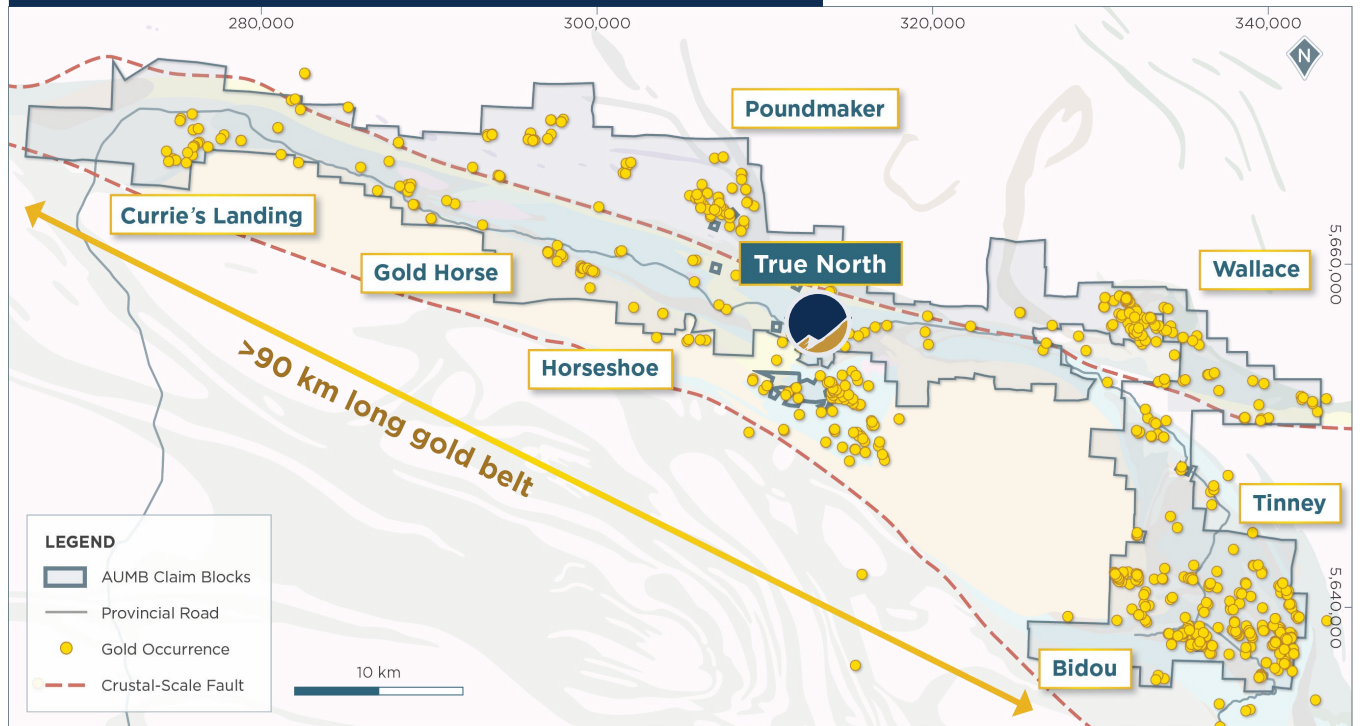 280,000
300,000
320,000
340,000
N
Poundmaker
Currie's Landing
True North
Gold Horse
Wallace
5,660,000
Horseshoe
>90 km long gold belt
Tinney
LEGEND
AUMB Claim Blocks
Provincial Road
Gold Occurrence
Crustal-Scale Fault
10 km
5,640,000
Bidou